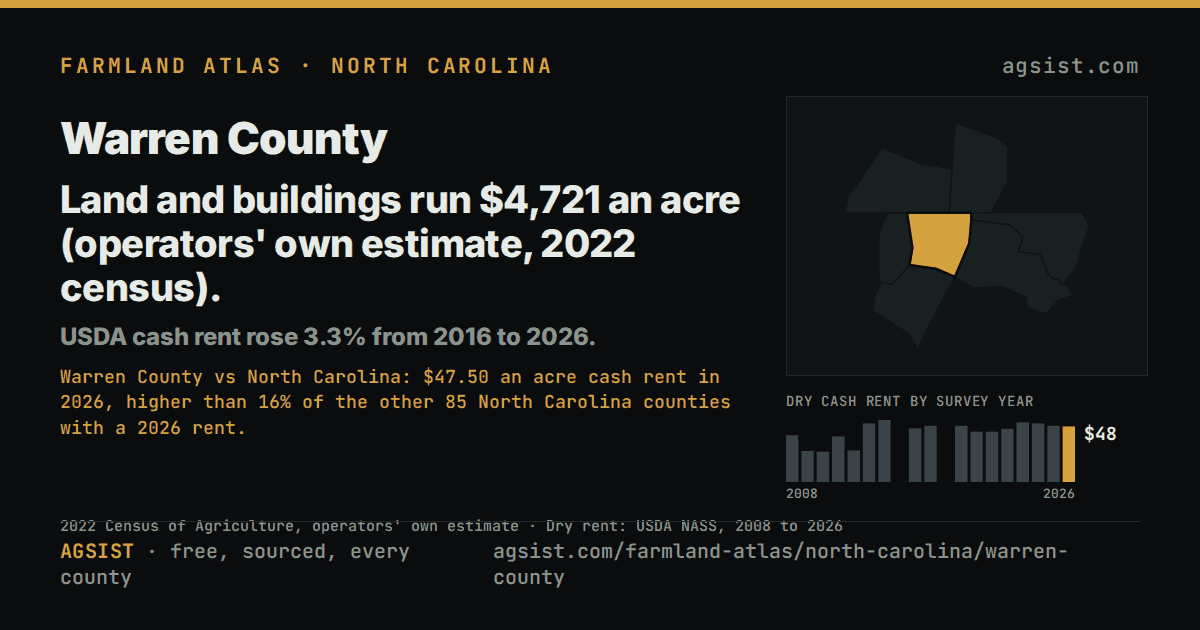 FARMLAND ATLAS · NORTH CAROLINA
agsist.com
Warren County
Land and buildings run $4,721 an acre
(operators' own estimate, 2022
census).
USDA cash rent rose 3.3% from 2016 to 2026.
Warren County vs North Carolina: $47.50 an acre cash rent in
2026, higher than 16% of the other 85 North Carolina counties
with a 2026 rent.
DRY CASH RENT BY SURVEY YEAR
$48
2008
2026
2022 Census of Agriculture, operators' own estimate · Dry rent: USDA NASS, 2008 to 2026
AGSIST · free, sourced, every
county
agsist.com/farmland-atlas/north-carolina/warren-
county